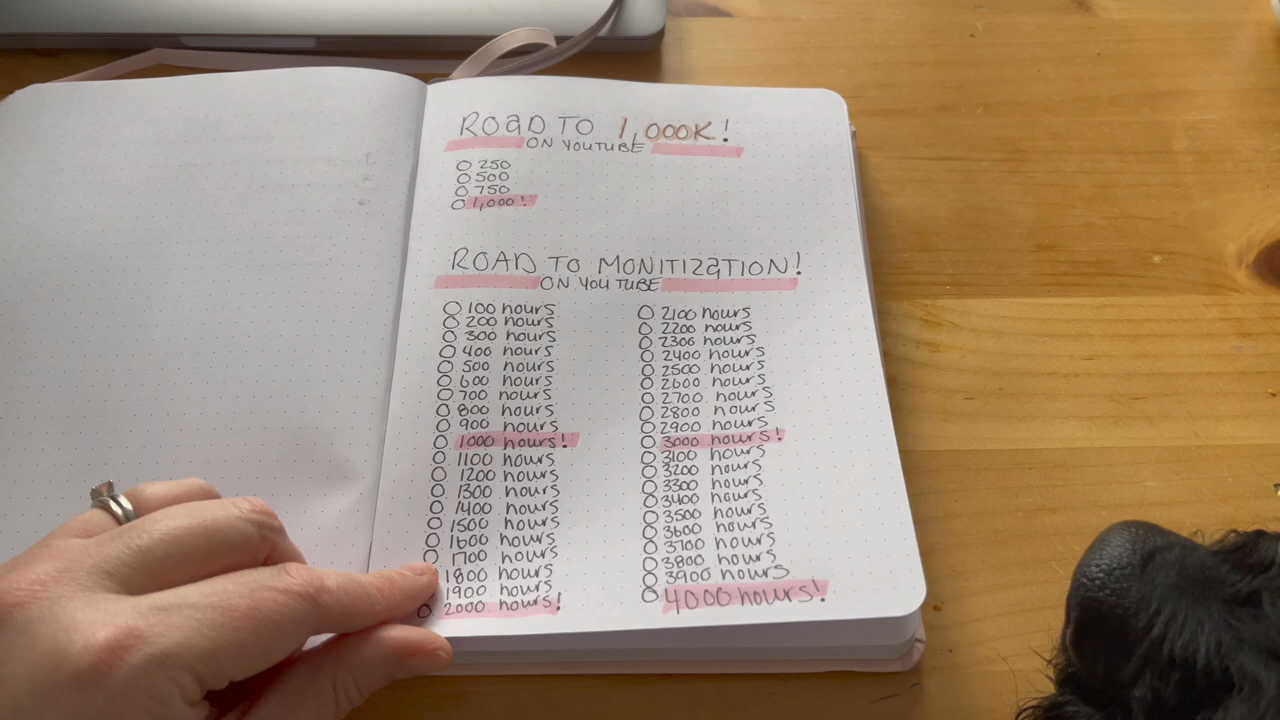 ROAD TO 1,000K!
ON YOUTUBE
250
500
750
1,000!
ROAD TO MONITIZATION!
ON YOUTUBE
100 hours
200 hours
300 hours
400 hours
500 hours
600 hours
700 hours
800 hours
900 hours
1000 hours!
1100 hours
1200 hours
1300 hours
1400 hours
1500 hours
1600 hours
1700 hours
1800 hours
1900 hours
2000 hours!
2100 hours
2200 hours
2300 hours
2400 hours
2500 hours
2600 hours
2700 hours
2800 hours
2900 hours
3000 hours!
3100 hours
3200 hours
3300 hours
3400 hours
3500 hours
3600 hours
3700 hours
3800 hours
3900 hours
4000 hours!